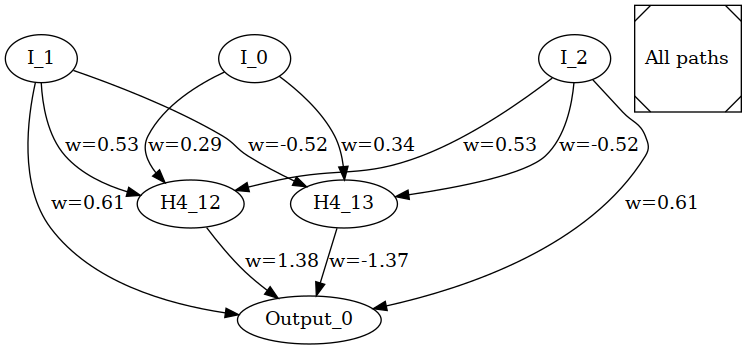 I_1
I_0
I_2
All paths
w=0.53
w=0.29
w=-0.52
w=0.34
w=0.53
w=-0.52
w=0.61
H4_12
H4_13
w=0.61
w=1.38
w=-1.37
Output_0